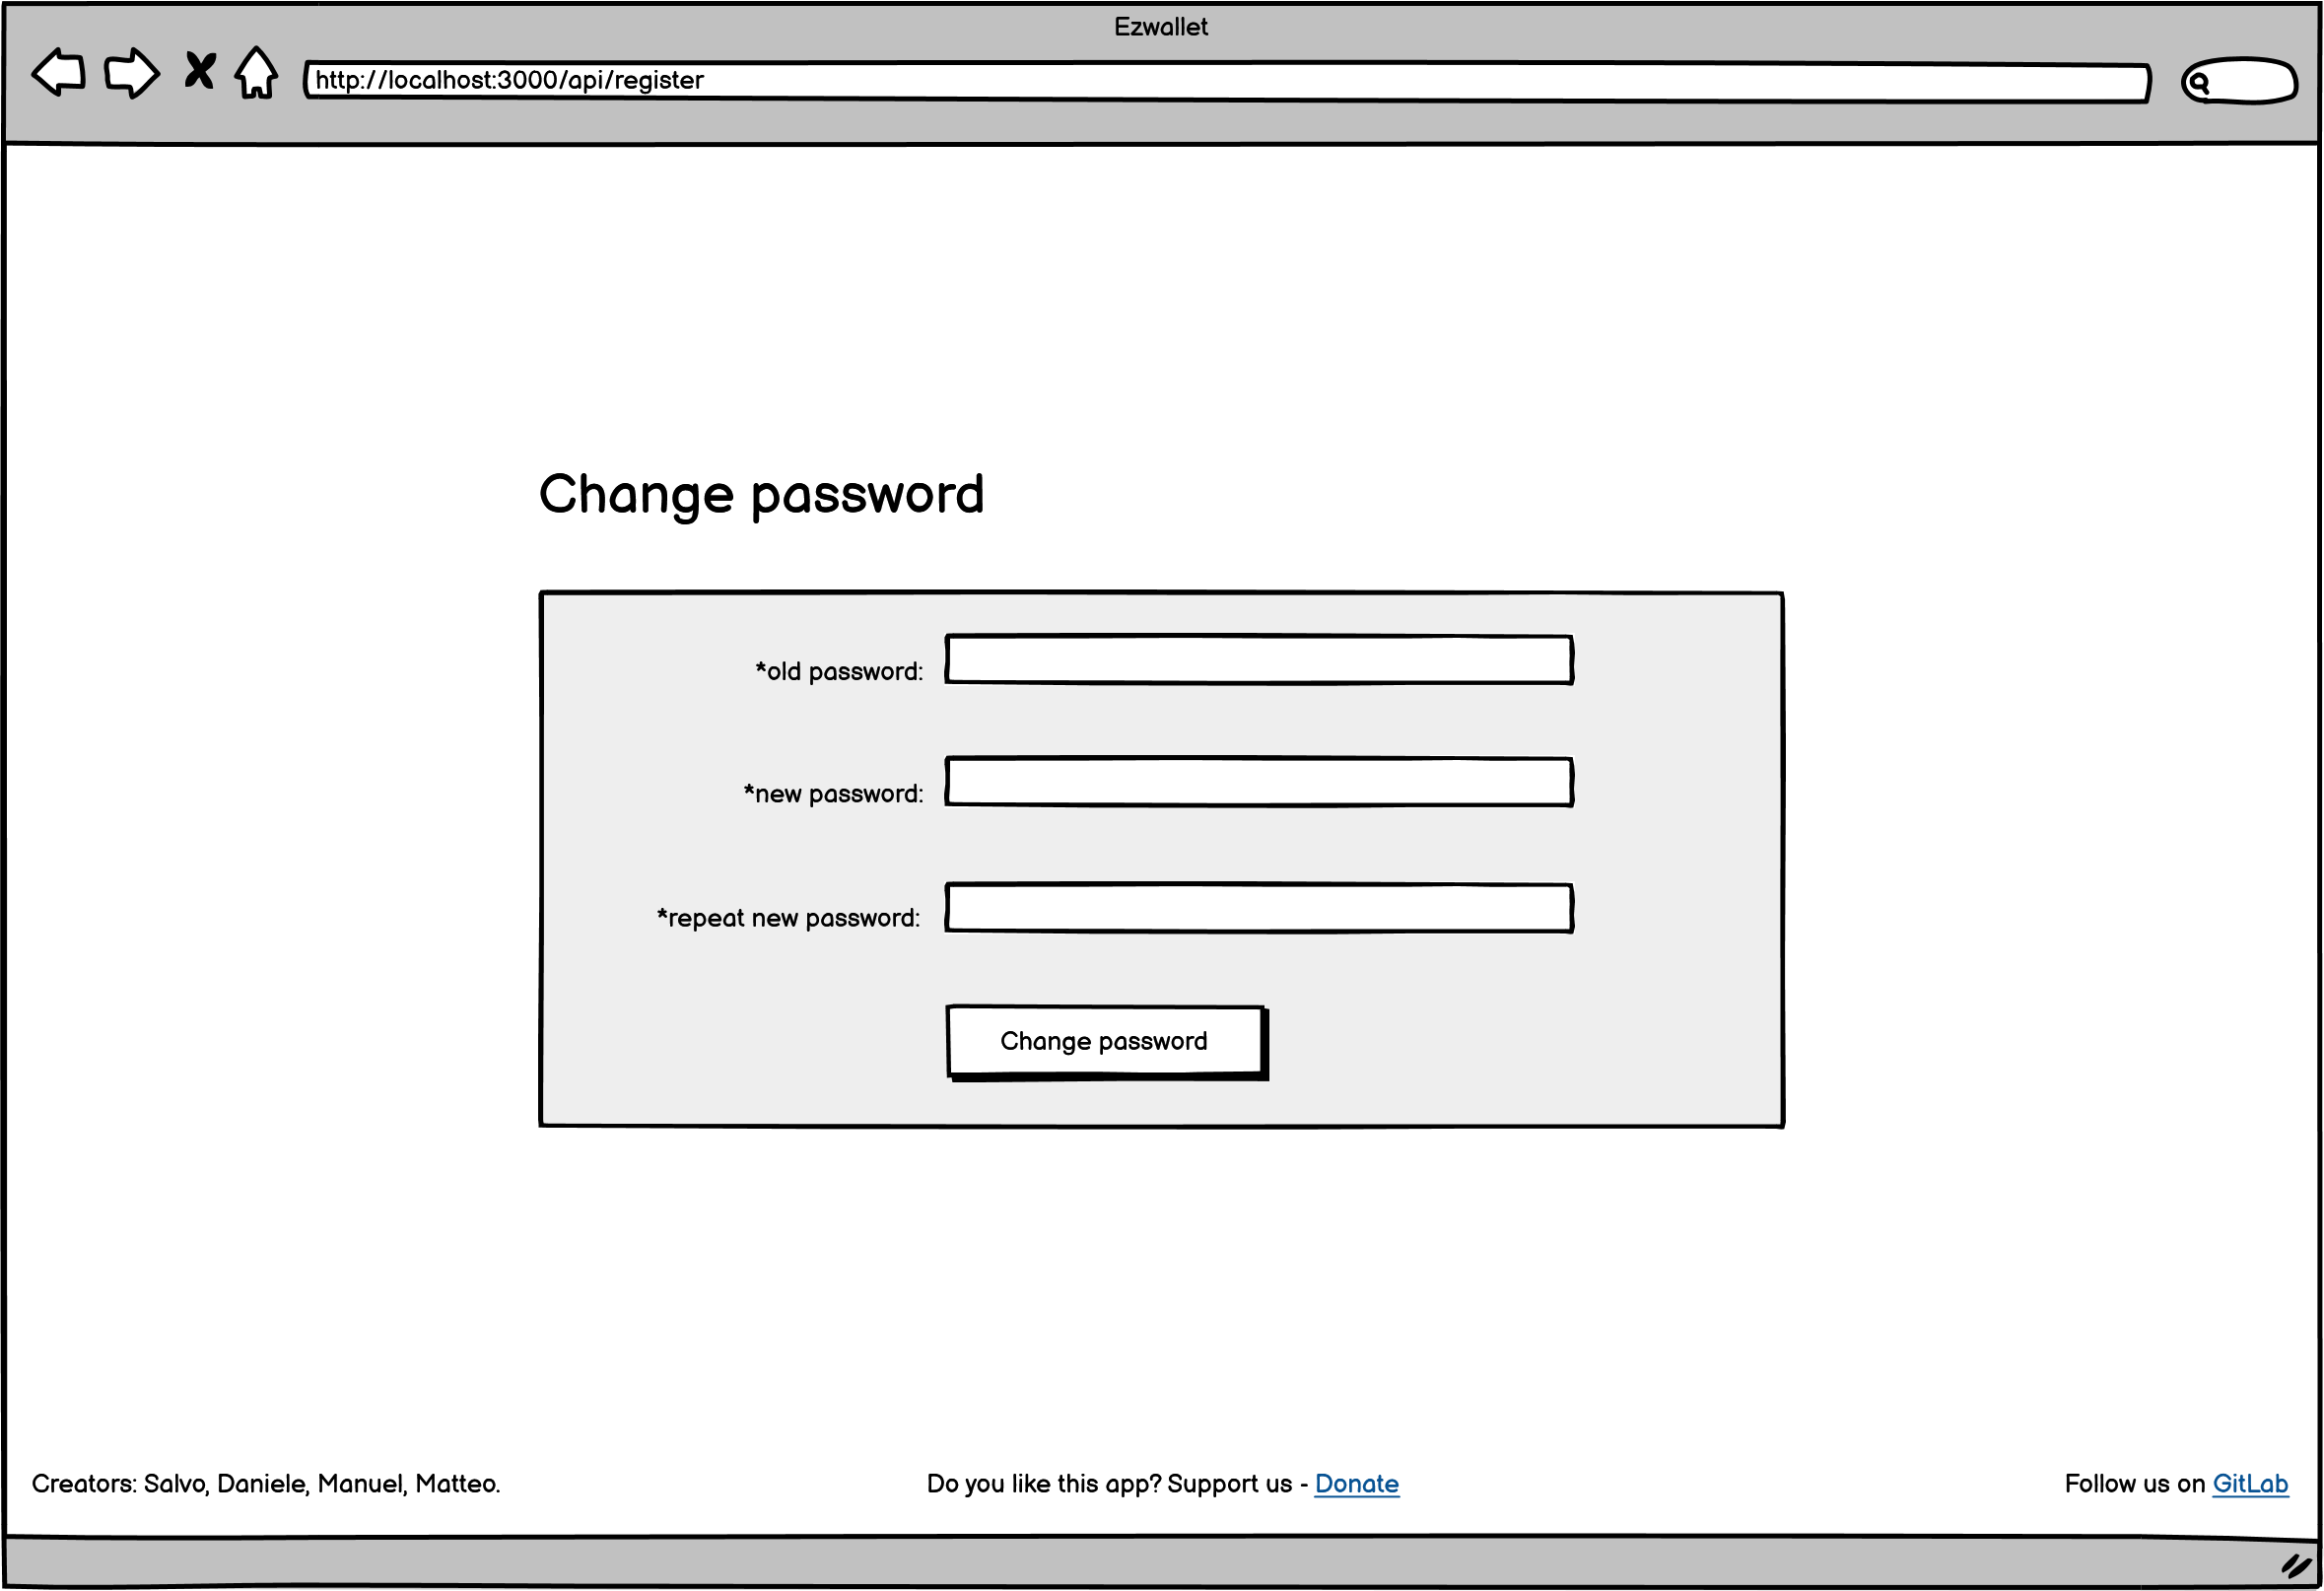 Ezwallet
http://localhost:3000/api/register
Change password
*old password:
*new password:
*repeat new password:
Change password
Creators: Salvo, Daniele, Manuel, Matteo.
Do you like this app? Support us - Donate
Follow us on GitLab